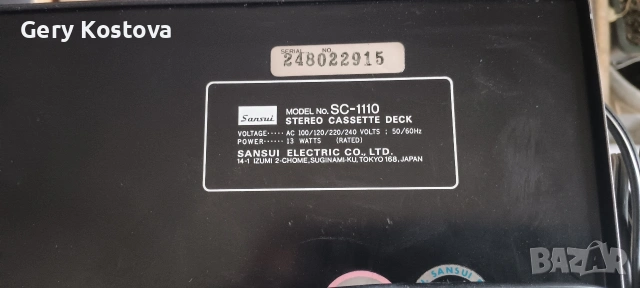 Gery Kostova
SERIAL NO.
248022915
Sansui
MODEL No. SC-1110
STEREO CASSETTE DECK
VOLTAGE····· AC 100/120/220/240 VOLTS : 50/60Hz
POWER······ 13 WATTS (RATED)
SANSUI ELECTRIC CO., LTD.
14-1 IZUMI 2-CHOME, SUGINAMI-KU, TOKYO 168, JAPAN
SANSUI
BAZAR